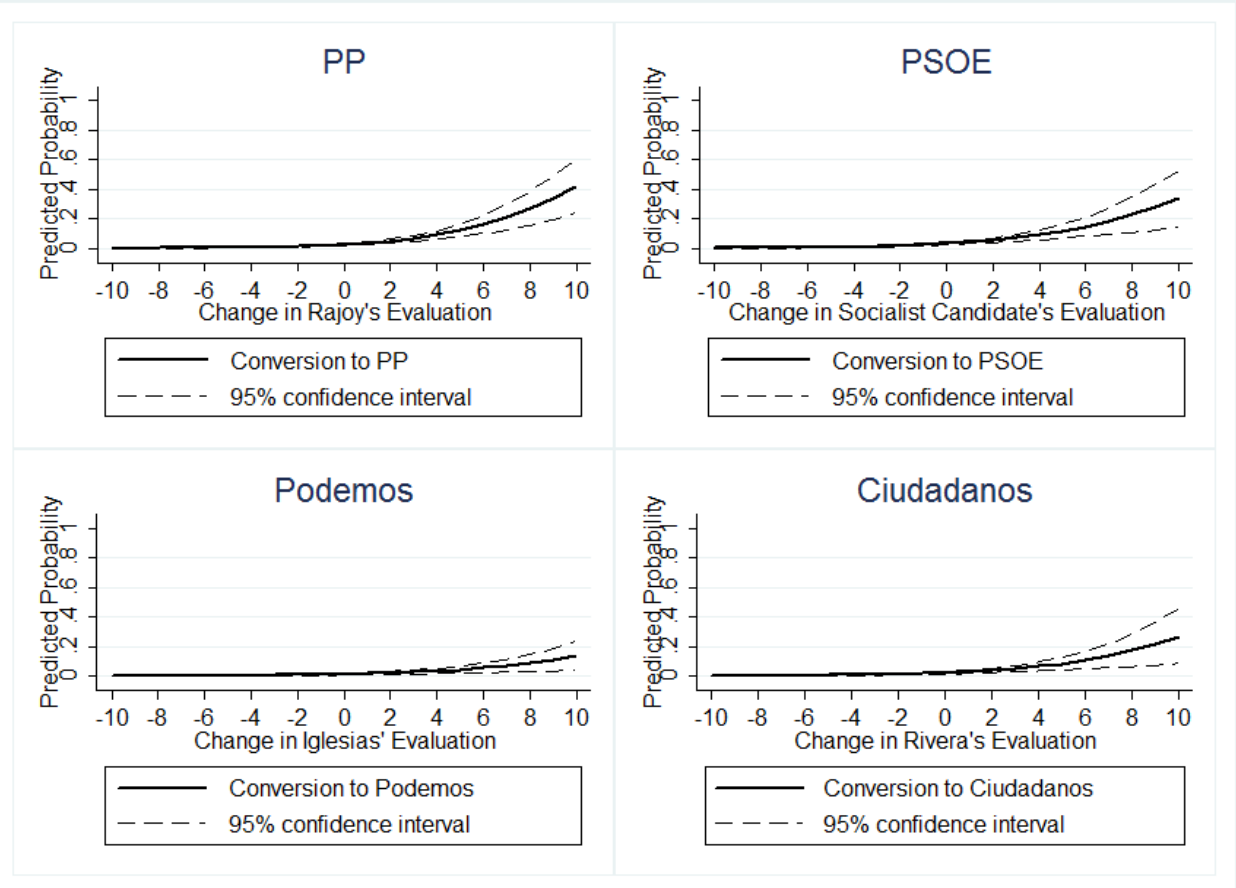 PP
Predicted Probability
0 .2 .4 .6 .8 1
-10 -8 -6 -4 -2 0 2 4 6 8 10
Change in Rajoy's Evaluation
Conversion to PP
95% confidence interval
PSOE
Predicted Probability
0 .2 .4 .6 .8 1
-10 -8 -6 -4 -2 0 2 4 6 8 10
Change in Socialist Candidate's Evaluation
Conversion to PSOE
95% confidence interval
Podemos
Predicted Probability
0 .2 .4 .6 .8 1
-10 -8 -6 -4 -2 0 2 4 6 8 10
Change in Iglesias' Evaluation
Conversion to Podemos
95% confidence interval
Ciudadanos
Predicted Probability
0 .2 .4 .6 .8 1
-10 -8 -6 -4 -2 0 2 4 6 8 10
Change in Rivera's Evaluation
Conversion to Ciudadanos
95% confidence interval